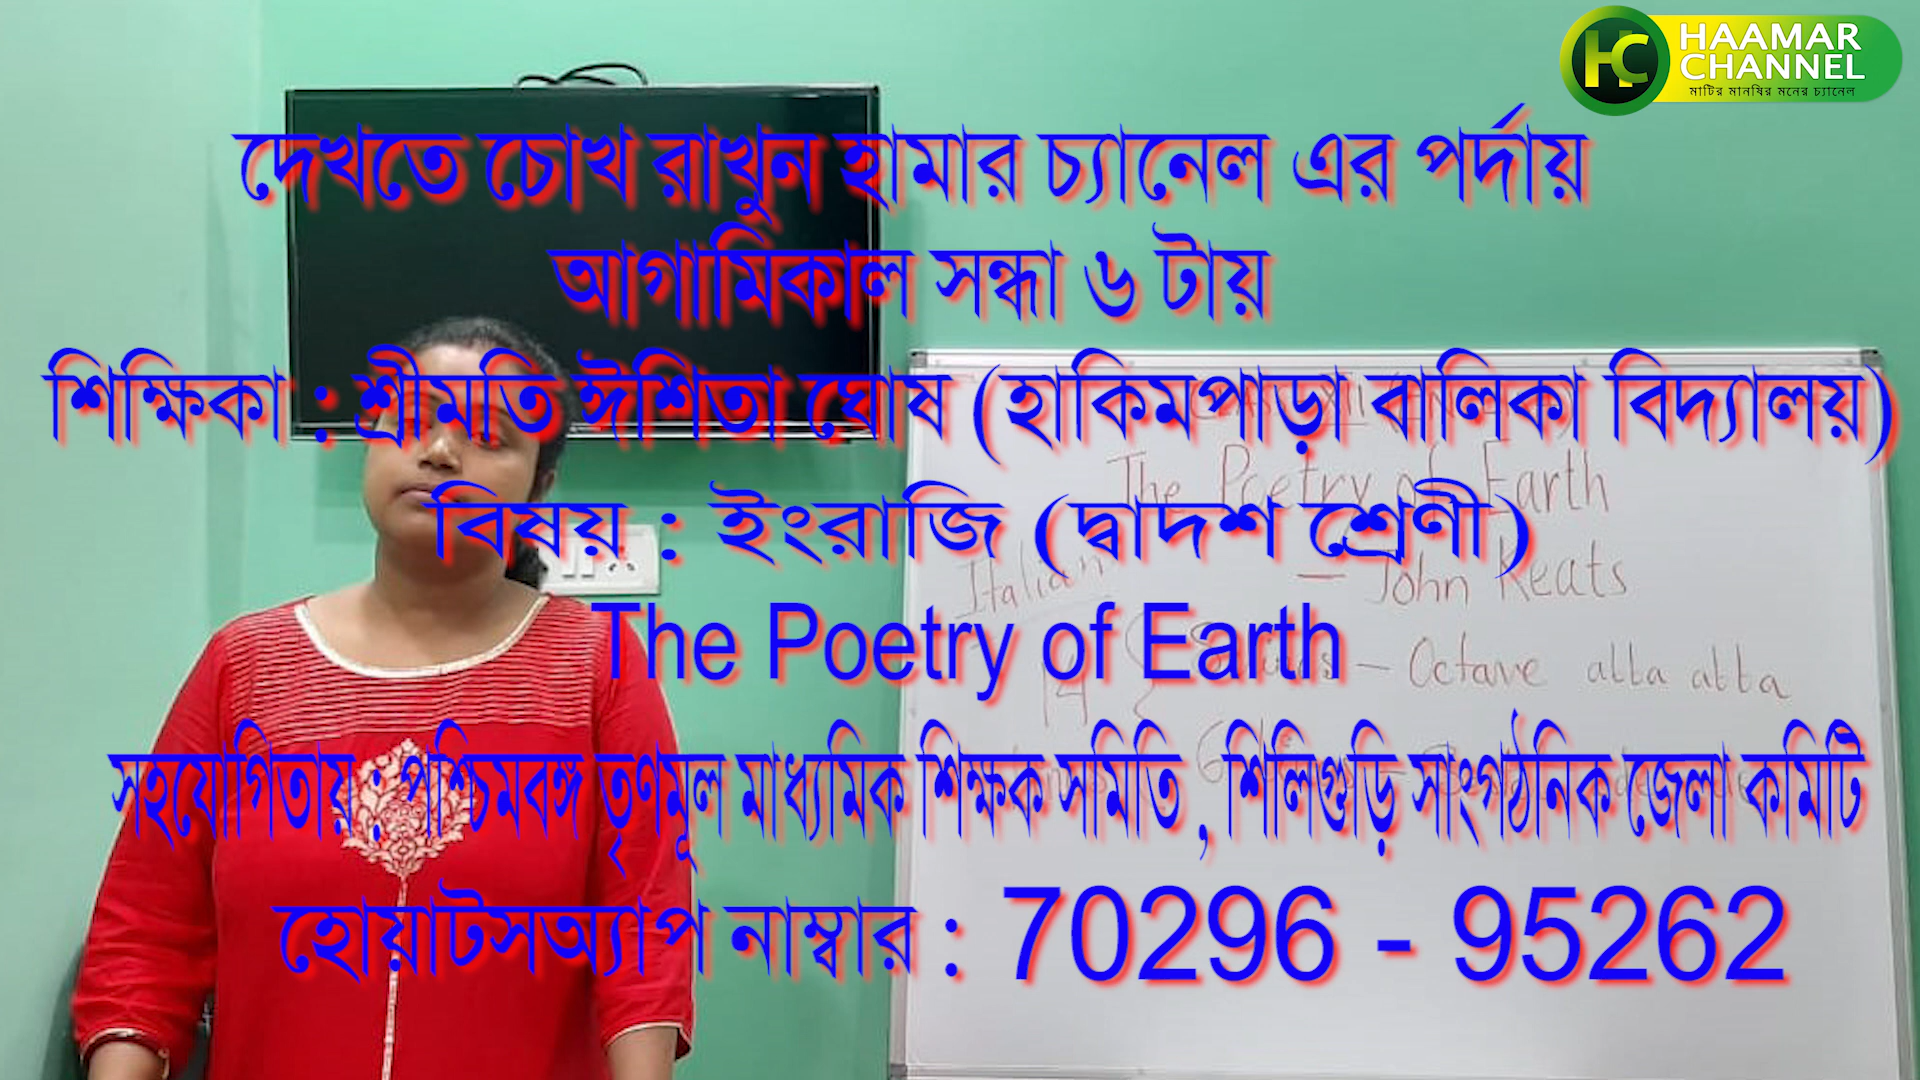 HAAMAR
CHANNEL
মাটির মানষির মনের চ্যানেল
দেখতে চোখ রাখুন হামার চ্যানেল এর পর্দায়
আগামিকাল সন্ধা ৬ টায়
শিক্ষিকা : শ্রীমতি ঈশিতা ঘোষ (হাকিমপাড়া বালিকা বিদ্যালয়)
The Poetry of Earth
বিষয় : ইংরাজি (দ্বাদশ শ্রেণী)
Italian – John Keats
The Poetry of Earth
14 – Octave abba abba
সহযোগিতায় : পশ্চিমবঙ্গ তৃণমূল মাধ্যমিক শিক্ষক সমিতি , শিলিগুড়ি সাংগঠনিক জেলা কমিটি
হোয়াটসঅ্যাপ নাম্বার : 70296 - 95262